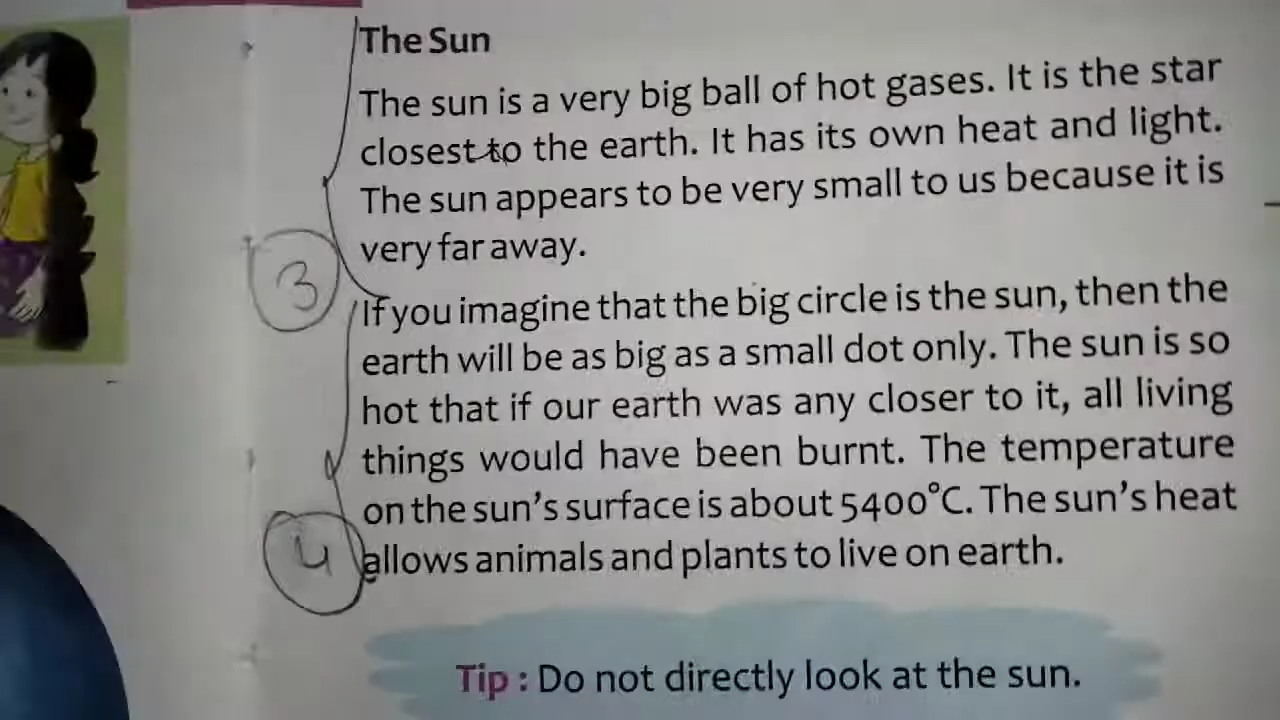 The Sun
The sun is a very big ball of hot gases. It is the star
closest to the earth. It has its own heat and light.
The sun appears to be very small to us because it is
very far away.
3
If you imagine that the big circle is the sun, then the
earth will be as big as a small dot only. The sun is so
hot that if our earth was any closer to it, all living
things would have been burnt. The temperature
on the sun's surface is about 5400°C. The sun's heat
4
allows animals and plants to live on earth.
Tip : Do not directly look at the sun.